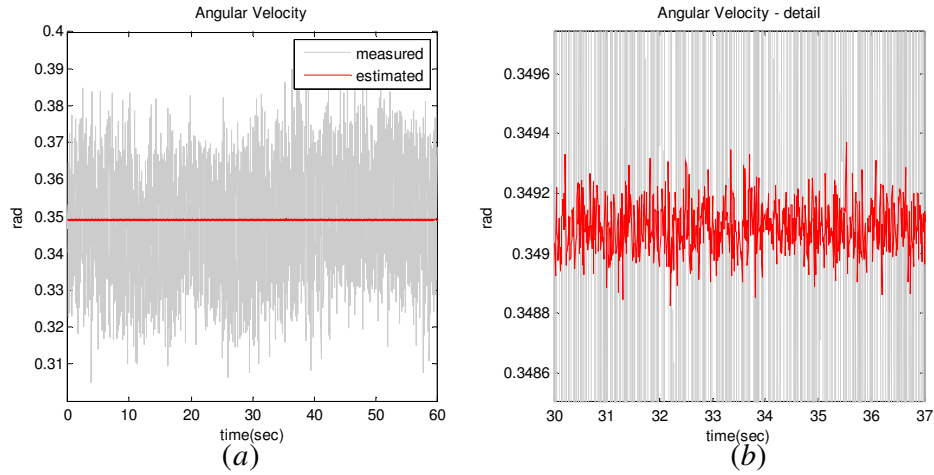 Angular Velocity
0.4
0.39
0.38
0.37
0.36
0.35
0.34
0.33
0.32
0.31
rad
measured
estimated
0 10 20 30 40 50 60
time(sec)
(a)
Angular Velocity - detail
0.3496
0.3494
0.3492
0.349
0.3488
0.3486
rad
30 31 32 33 34 35 36 37
time(sec)
(b)